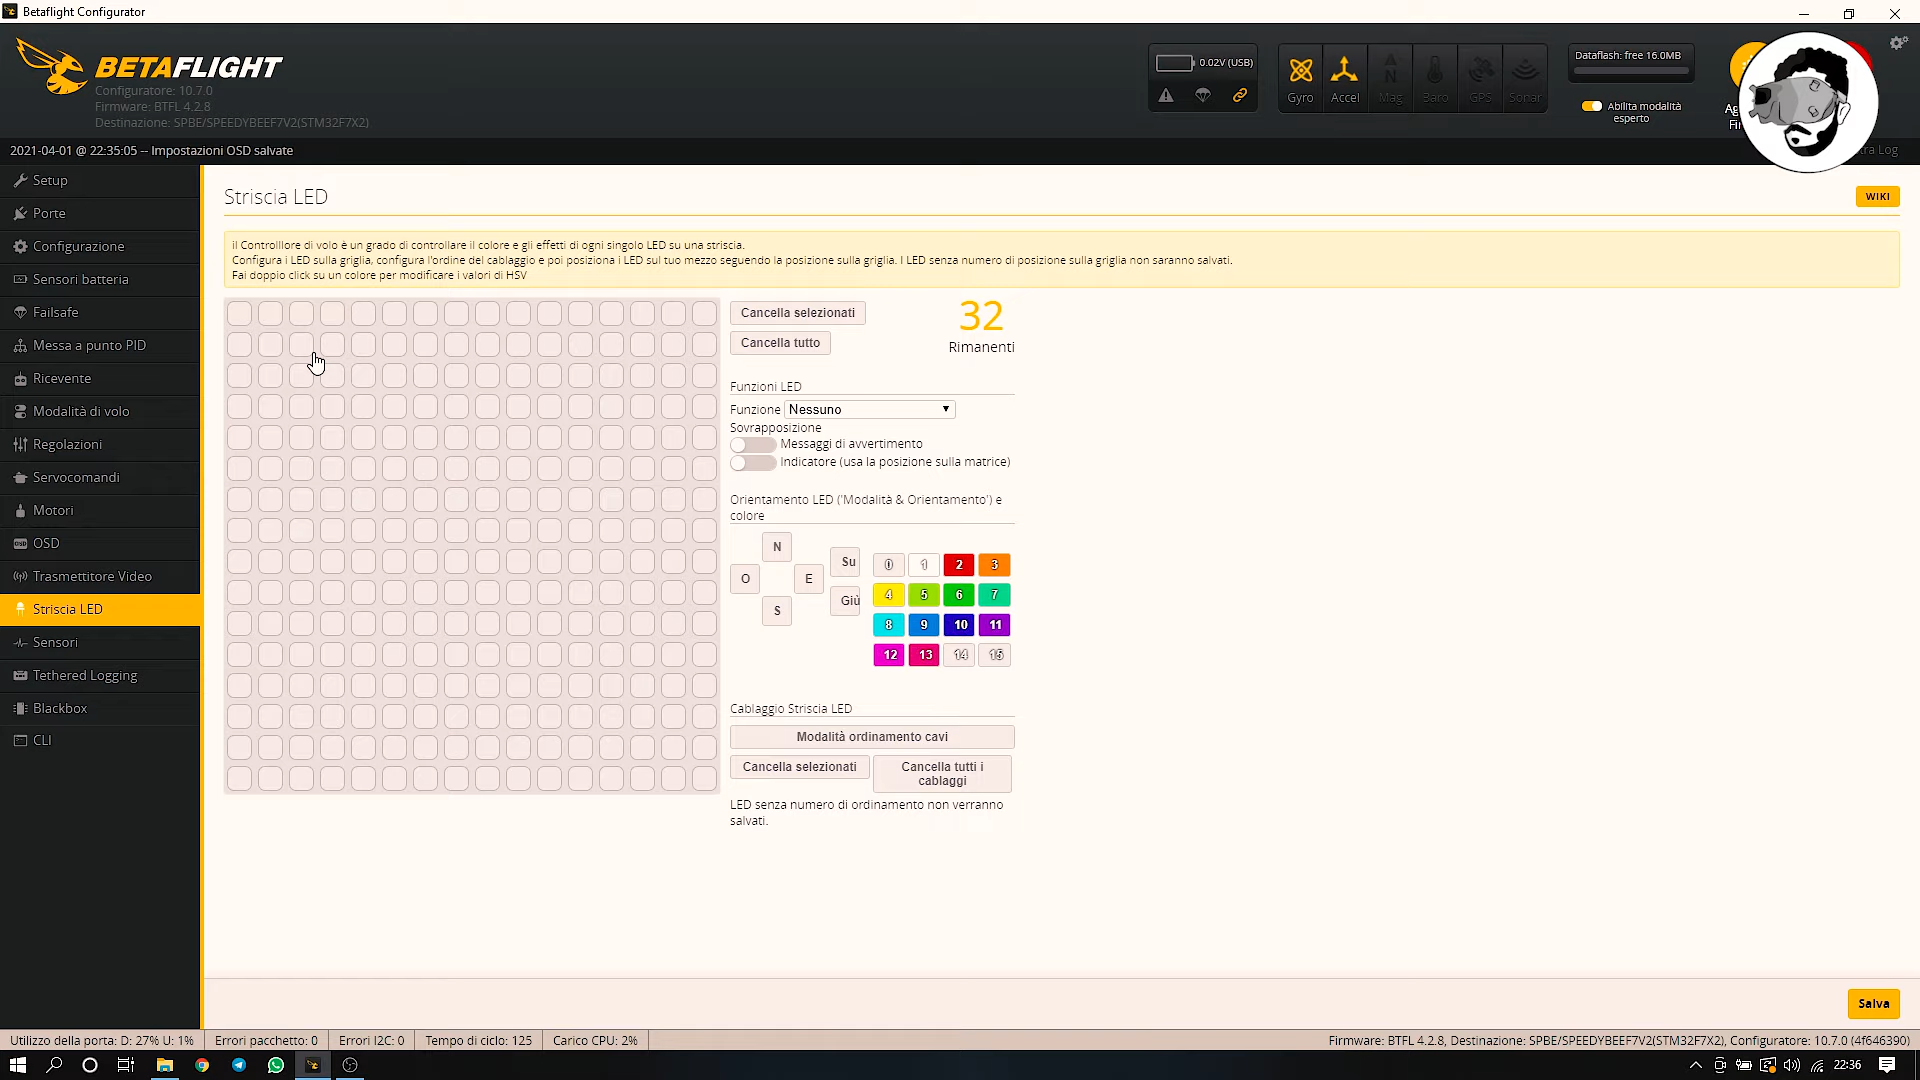 Betaflight Configurator
BETAFLIGHT
Configuratore: 10.7.0
Firmware: BTFL 4.2.8
Destinazione: SPBE/SPEEDYBEEF7V2(STM32F7X2)
0.02V (USB)
Gyro
Accel
Mag
Baro
GPS
Sonar
Dataflash: free 16.0MB
Abilita modalità
esperto
2021-04-01 @ 22:35:05 -- Impostazioni OSD salvate
Log
Setup
Porte
Configurazione
Sensori batteria
Failsafe
Messa a punto PID
Ricevente
Modalità di volo
Regolazioni
Servocomandi
Motori
OSD
Trasmettitore Video
Striscia LED
Sensori
Tethered Logging
Blackbox
CLI
Striscia LED
WIKI
il Controlllore di volo è un grado di controllare il colore e gli effetti di ogni singolo LED su una striscia.
Configura i LED sulla griglia, configura l'ordine del cablaggio e poi posiziona i LED sul tuo mezzo seguendo la posizione sulla griglia. I LED senza numero di posizione sulla griglia non saranno salvati.
Fai doppio click su un colore per modificare i valori di HSV
Cancella selezionati
Cancella tutto
32
Rimanenti
Funzioni LED
Funzione Nessuno
Sovrapposizione
Messaggi di avvertimento
Indicatore (usa la posizione sulla matrice)
Orientamento LED ('Modalità & Orientamento') e
colore
N
O E
S
Su
Giù
0 1 2 3
4 5 6 7
8 9 10 11
12 13 14 15
Cablaggio Striscia LED
Modalità ordinamento cavi
Cancella selezionati
Cancella tutti i
cablaggi
LED senza numero di ordinamento non verranno
salvati.
Salva
Utilizzo della porta: D: 27% U: 1%
Errori pacchetto: 0
Errori I2C: 0
Tempo di ciclo: 125
Carico CPU: 2%
Firmware: BTFL 4.2.8, Destinazione: SPBE/SPEEDYBEEF7V2(STM32F7X2), Configuratore: 10.7.0 (4f646390)
22:36